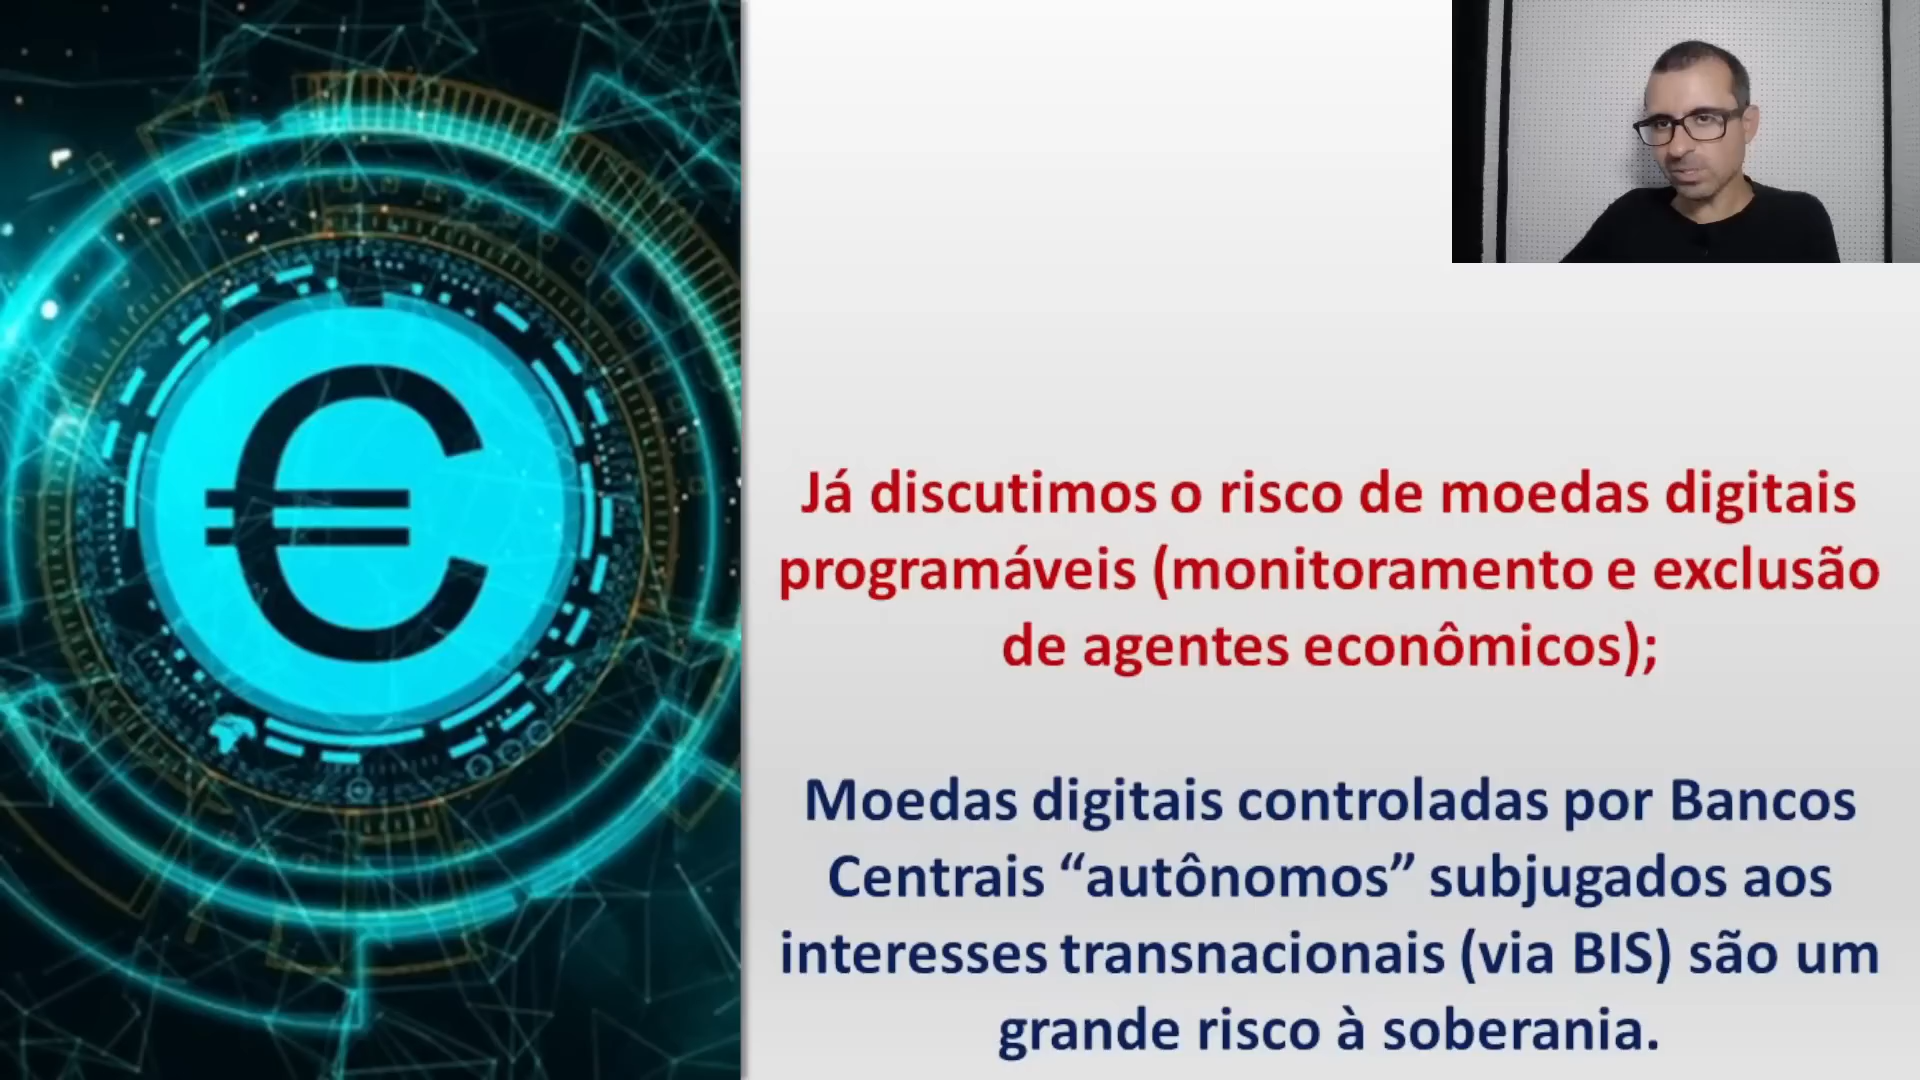 Já discutimos o risco de moedas digitais
programáveis (monitoramento e exclusão
de agentes econômicos);
Moedas digitais controladas por Bancos
Centrais “autônomos” subjugados aos
interesses transnacionais (via BIS) são um
grande risco à soberania.